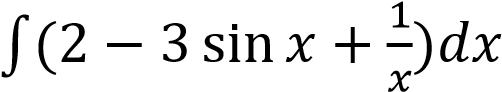 ∫(2 − 3 sin x + 1/x)dx